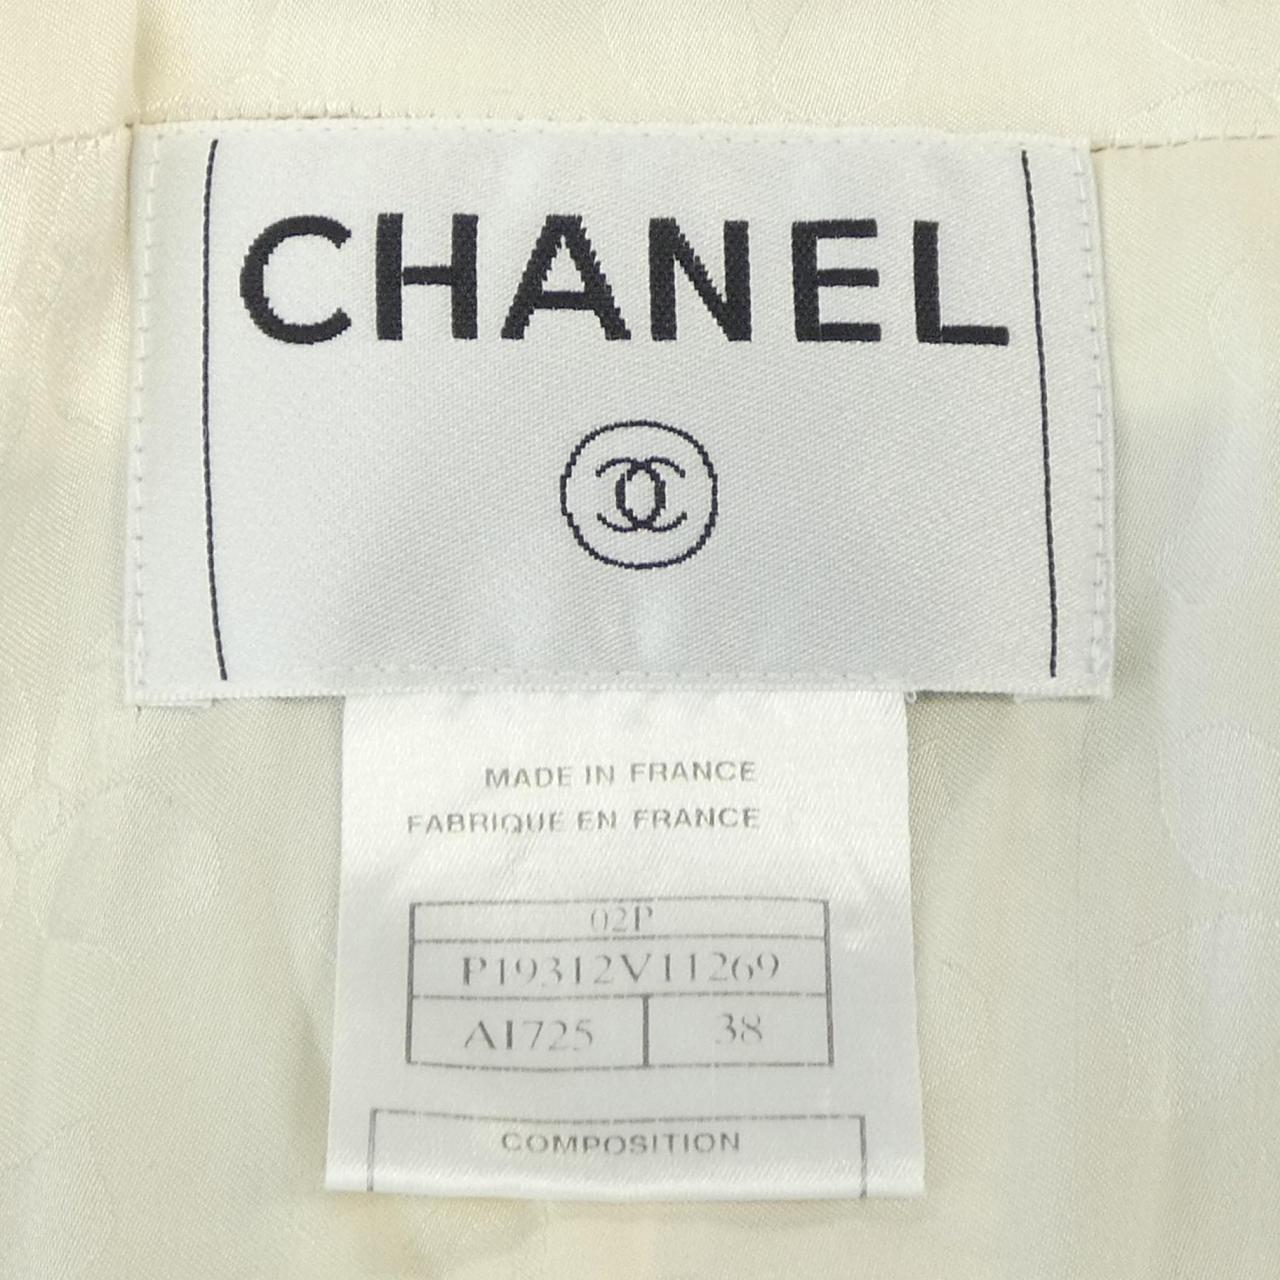 CHANEL
MADE IN FRANCE
FABRIQUE EN FRANCE
02P
P19312V11269
A1725 38
COMPOSITION